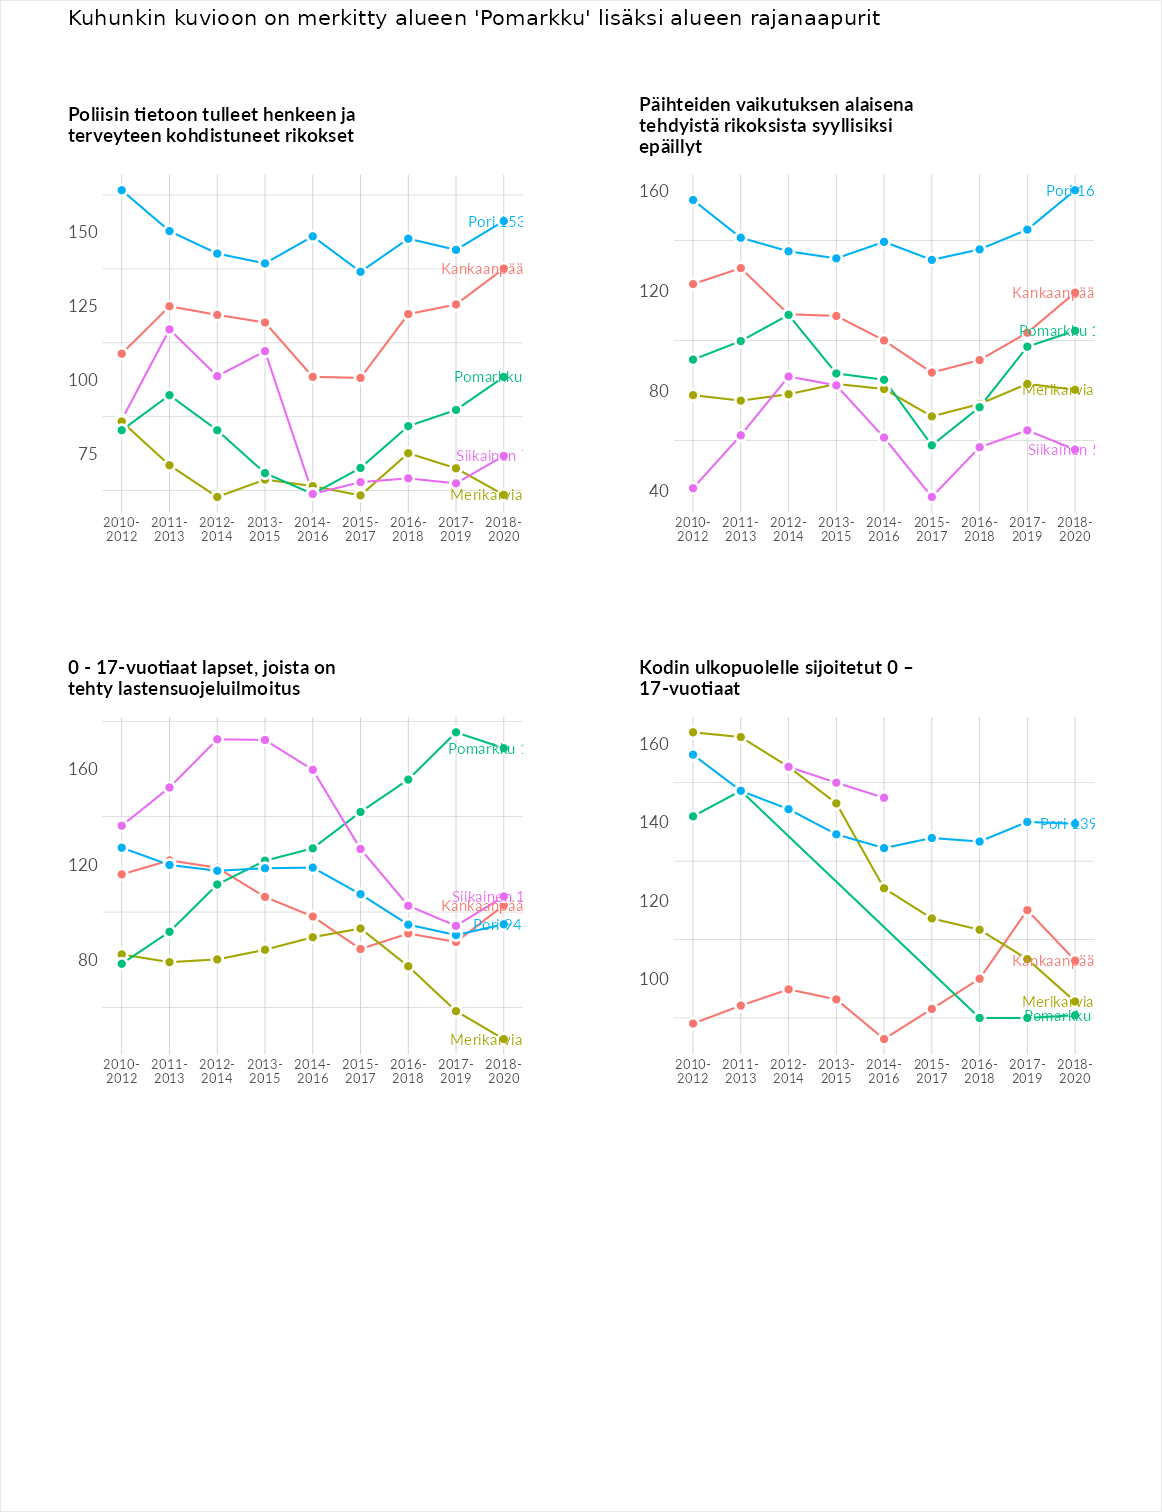 Kuhunkin kuvioon on merkitty alueen 'Pomarkku' lisäksi alueen rajanaapurit
Poliisin tietoon tulleet henkeen ja
terveyteen kohdistuneet rikokset
150
125
100
75
Pori 153
Kankaanpää
Pomarkku
Siikainen 7
Merikarvia
2010- 2011- 2012- 2013- 2014- 2015- 2016- 2017- 2018-
2012 2013 2014 2015 2016 2017 2018 2019 2020
Päihteiden vaikutuksen alaisena
tehdyistä rikoksista syyllisiksi
epäillyt
160
120
80
40
Pori 16
Kankaanpää
Pomarkku 1
Merikarvia
Siikainen 5
2010- 2011- 2012- 2013- 2014- 2015- 2016- 2017- 2018-
2012 2013 2014 2015 2016 2017 2018 2019 2020
0 - 17-vuotiaat lapset, joista on
tehty lastensuojeluilmoitus
160
120
80
Pomarkku 1
Siikainen 1
Kankaanpää
Pori 94
Merikarvia
2010- 2011- 2012- 2013- 2014- 2015- 2016- 2017- 2018-
2012 2013 2014 2015 2016 2017 2018 2019 2020
Kodin ulkopuolelle sijoitetut 0 –
17-vuotiaat
160
140
120
100
Pori 139
Kankaanpää
Merikarvia
Pomarkku
2010- 2011- 2012- 2013- 2014- 2015- 2016- 2017- 2018-
2012 2013 2014 2015 2016 2017 2018 2019 2020